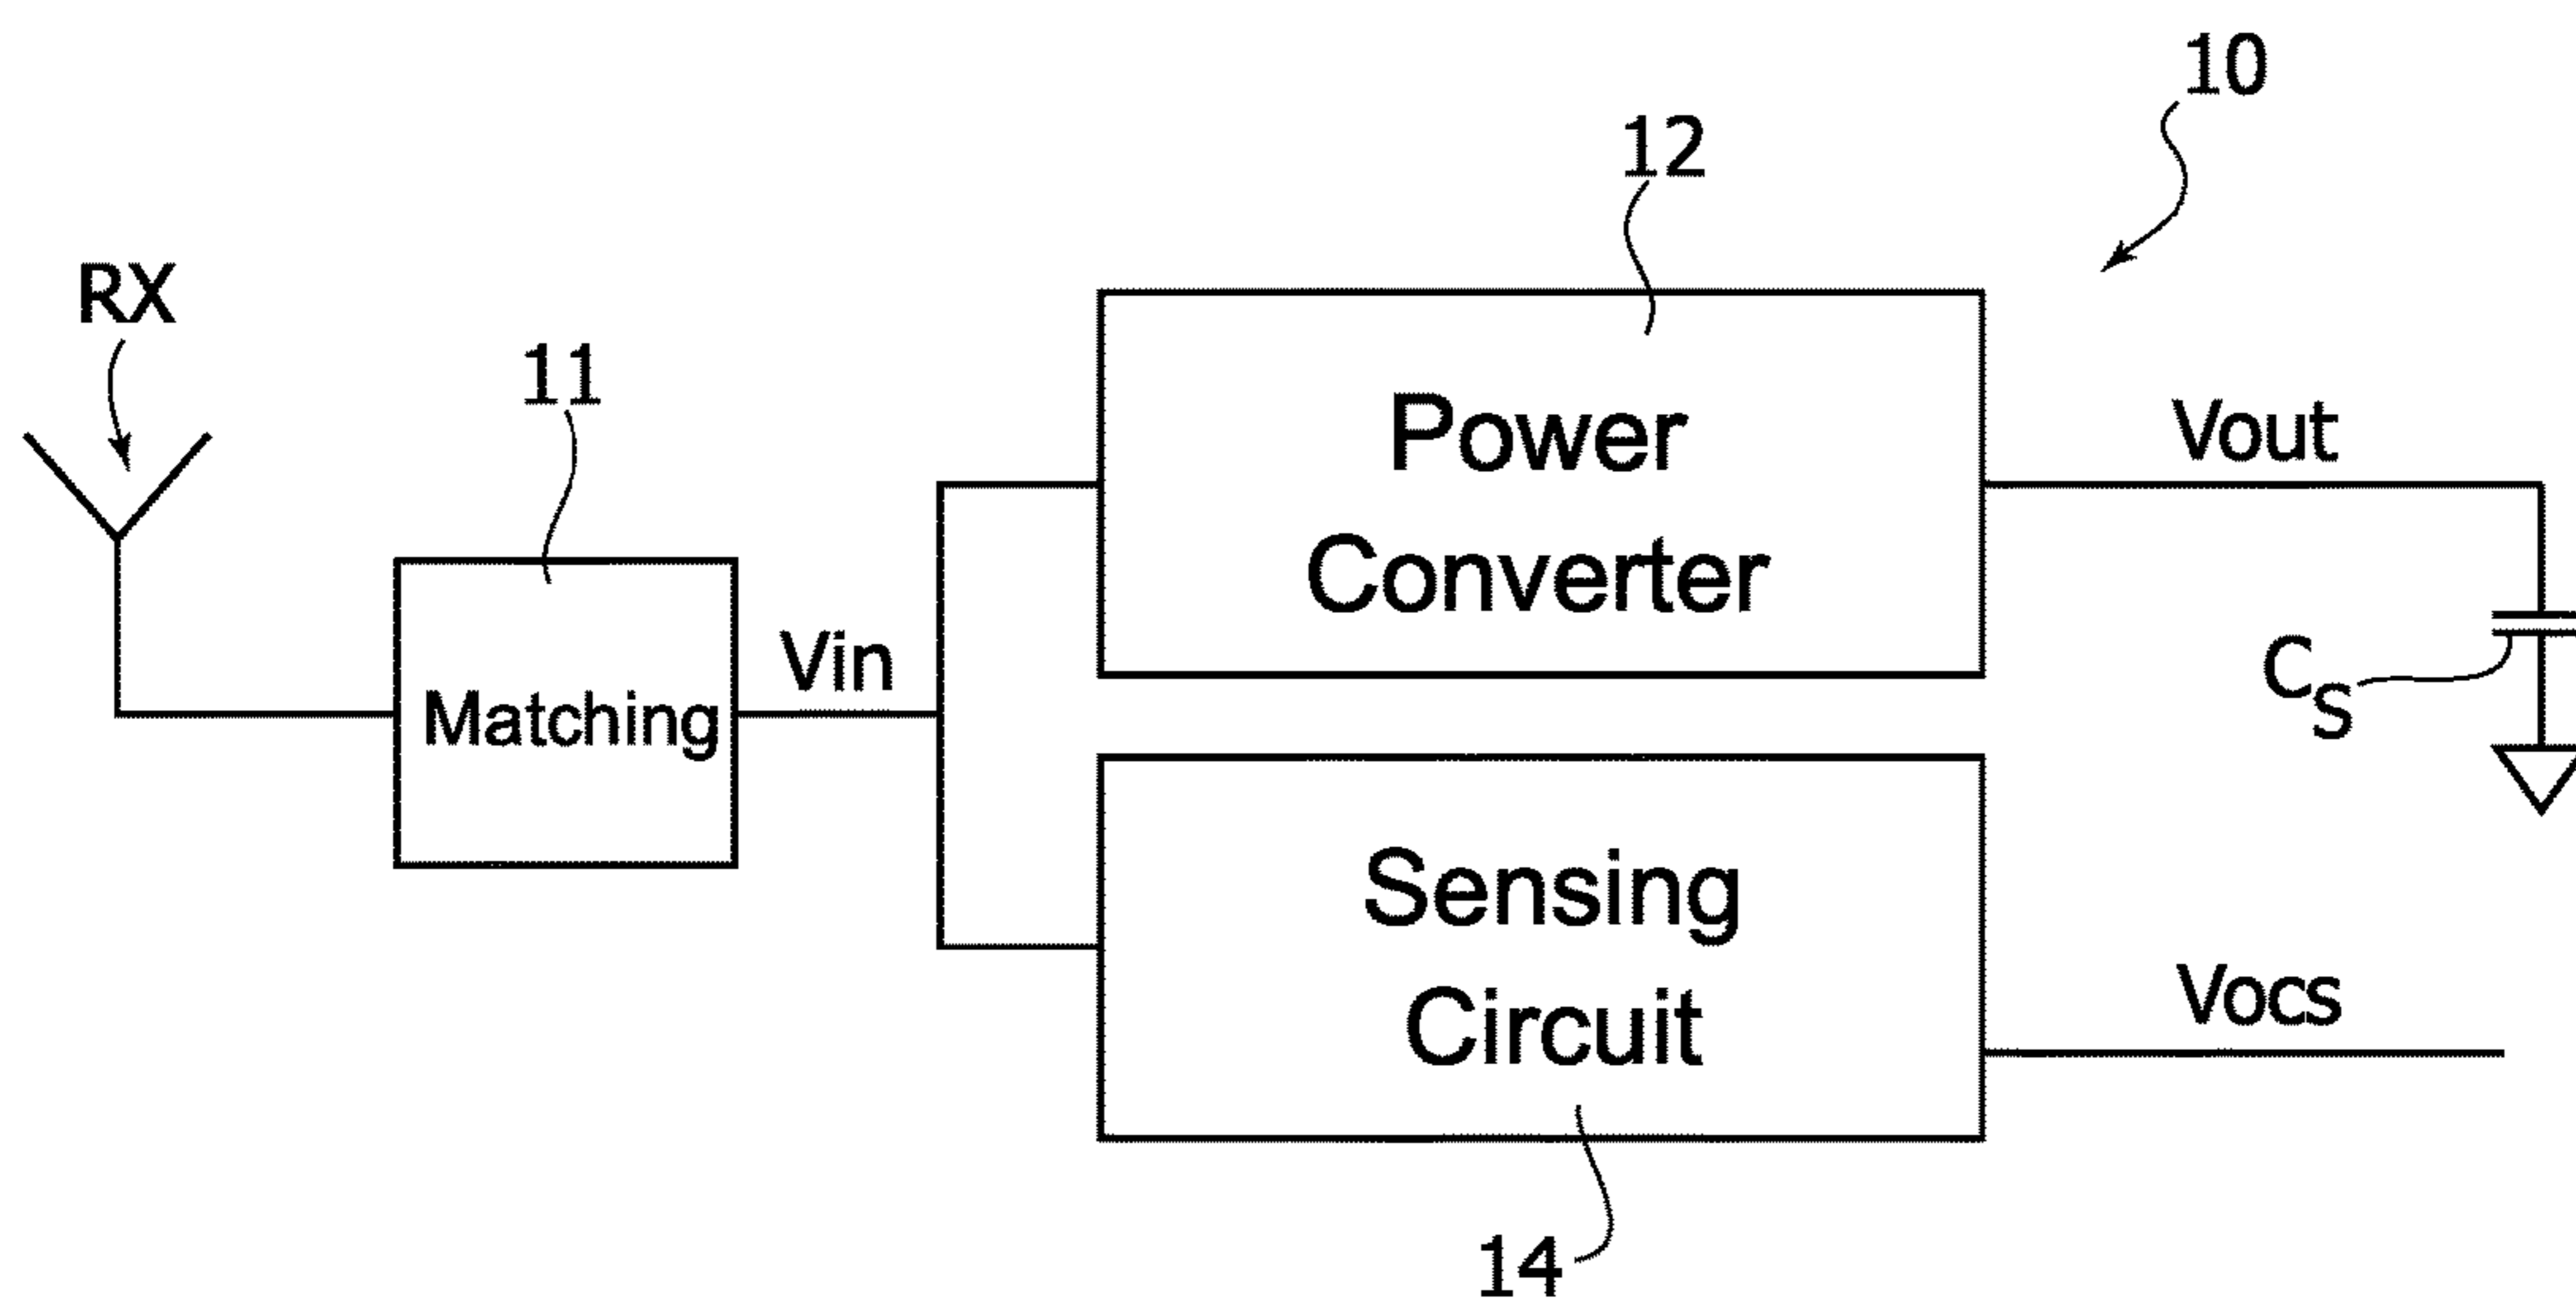 10
12
RX
11
Power
Converter
Vout
Vin
Matching
CS
Sensing
Circuit
Vocs
14